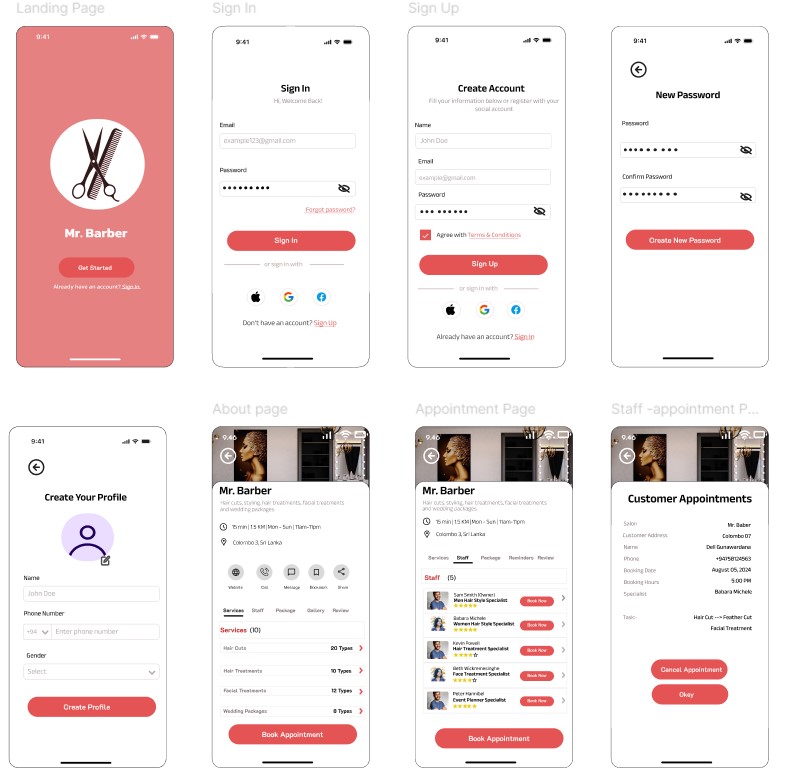 Landing Page
9:41
Mr. Barber
Get Started
Already have an account? Sign In.
Sign In
9:41
Sign In
Hi, Welcome Back!
Email
example123@gmail.com
Password
Forgot password?
Sign In
or sign in with
Don't have an account? Sign Up
Sign Up
9:41
Create Account
Fill your information below or register with your
social account
Name
John Doe
Email
example@gmail.com
Password
Agree with Terms & Conditions
Sign Up
or sign in with
Already have an account? Sign In
9:41
New Password
Password
Confirm Password
Create New Password
9:41
Create Your Profile
Name
John Doe
Phone Number
+94
Enter phone number
Gender
Select
Create Profile
About page
9:46
Mr. Barber
Hair cuts, styling, hair treatments, facial treatments
and wedding packages.
15 min | 1.5 KM | Mon - Sun | 11am-11pm
Colombo 3, Sri Lanka
Website Call Message Bookmark Share
Services Staff Package Gallery Review
Services (10)
Hair Cuts 20 Types
Hair Treatments 10 Types
Facial Treatments 12 Types
Wedding Packages 8 Types
Book Appointment
Appointment Page
9:46
Mr. Barber
Hair cuts, styling, hair treatments, facial treatments
and wedding packages.
15 min | 1.5 KM | Mon - Sun | 11am-11pm
Colombo 3, Sri Lanka
Services Staff Package Reminders Review
Staff (5)
Sam Smith (Owner)
Men Hair Style Specialist
Book Now
Babara Michele
Women Hair Style Specialist
Book Now
Kevin Powell
Hair Treatment Specialist
Book Now
Beth Wickremesinghe
Face Treatment Specialist
Book Now
Peter Hannibel
Event Planner Specialist
Book Now
Book Appointment
Staff -appointment P...
9:46
Customer Appointments
Salon Mr. Baber
Customer Address Colombo 07
Name Dell Gunawardana
Phone +94758124563
Booking Date August 05, 2024
Booking Hours 5:00 PM
Specialist Babara Michele
Task:- Hair Cut ---> Feather Cut
Facial Treatment
Cancel Appointment
Okey